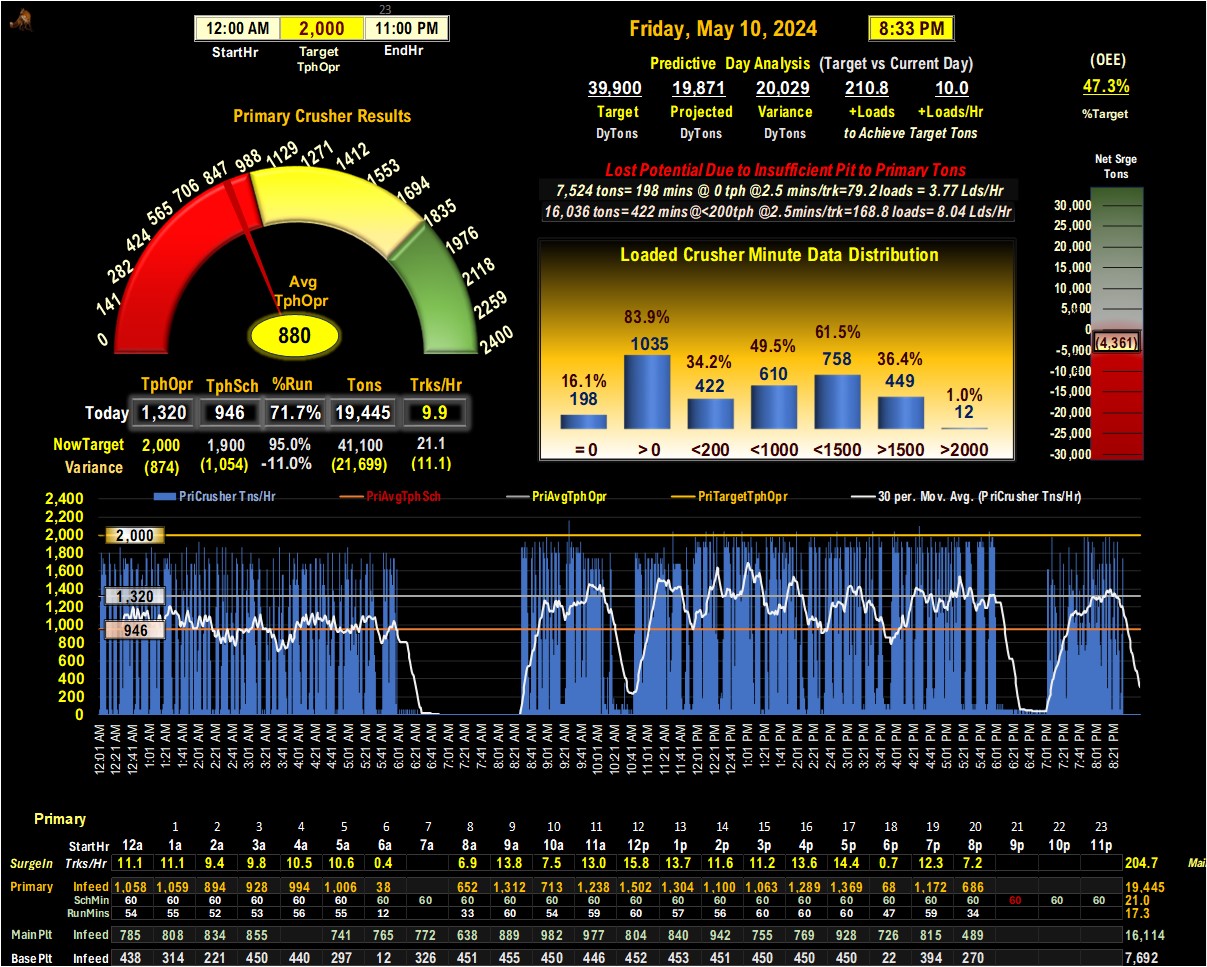 23
12:00 AM 2,000 11:00 PM
StartHr Target TphOpr EndHr
Friday, May 10, 2024 8:33 PM
Predictive Day Analysis (Target vs Current Day)
39,900 19,871 20,029 210.8 10.0
Target Projected Variance +Loads +Loads/Hr
DyTons DyTons DyTons to Achieve Target Tons
(OEE)
47.3%
%Target
Primary Crusher Results
0 141 282 424 565 706 847 988 1129 1271 1412 1553 1694 1835 1976 2118 2259 2400
Avg
TphOpr
880
Lost Potential Due to Insufficient Pit to Primary Tons
7,524 tons= 198 mins @ 0 tph @2.5 mins/trk=79.2 loads = 3.77 Lds/Hr
16,036 tons= 422 mins@<200tph @2.5mins/trk=168.8 loads= 8.04 Lds/Hr
Net Srge
Tons
30,000
25,000
20,000
15,000
10,000
5,000
0
(4,361)
-5,000
-10,000
-15,000
-20,000
-25,000
-30,000
Loaded Crusher Minute Data Distribution
16.1% 83.9% 34.2% 49.5% 61.5% 36.4% 1.0%
198 1035 422 610 758 449 12
= 0 > 0 <200 <1000 <1500 >1500 >2000
TphOpr TphSch %Run Tons Trks/Hr
Today 1,320 946 71.7% 19,445 9.9
NowTarget 2,000 1,900 95.0% 41,100 21.1
Variance (874) (1,054) -11.0% (21,699) (11.1)
PriCrusher Tns/Hr PriAvgTphSch PriAvgTphOpr PriTargetTphOpr 30 per. Mov. Avg. (PriCrusher Tns/Hr)
2,400
2,200
2,000 2,000
1,800
1,600
1,400
1,320
1,200
1,000
946
800
600
400
200
0
12:01 AM 12:21 AM 12:41 AM 1:01 AM 1:21 AM 1:41 AM 2:01 AM 2:21 AM 2:41 AM 3:01 AM 3:21 AM 3:41 AM 4:01 AM 4:21 AM 4:41 AM 5:01 AM 5:21 AM 5:41 AM 6:01 AM 6:21 AM 6:41 AM 7:01 AM 7:21 AM 7:41 AM 8:01 AM 8:21 AM 8:41 AM 9:01 AM 9:21 AM 9:41 AM 10:01 AM 10:21 AM 10:41 AM 11:01 AM 11:21 AM 11:41 AM 12:01 PM 12:21 PM 12:41 PM 1:01 PM 1:21 PM 1:41 PM 2:01 PM 2:21 PM 2:41 PM 3:01 PM 3:21 PM 3:41 PM 4:01 PM 4:21 PM 4:41 PM 5:01 PM 5:21 PM 5:41 PM 6:01 PM 6:21 PM 6:41 PM 7:01 PM 7:21 PM 7:41 PM 8:01 PM 8:21 PM
Primary
1 2 3 4 5 6 7 8 9 10 11 12 13 14 15 16 17 18 19 20 21 22 23
StartHr 12a 1a 2a 3a 4a 5a 6a 7a 8a 9a 10a 11a 12p 1p 2p 3p 4p 5p 6p 7p 8p 9p 10p 11p
SurgeIn Trks/Hr 11.1 11.1 9.4 9.8 10.5 10.6 0.4 6.9 13.8 7.5 13.0 15.8 13.7 11.6 11.2 13.6 14.4 0.7 12.3 7.2 204.7
Primary Infeed 1,058 1,059 894 928 994 1,006 38 652 1,312 713 1,238 1,502 1,304 1,100 1,063 1,289 1,369 68 1,172 686 19,445
SchMin 60 60 60 60 60 60 60 60 60 60 60 60 60 60 60 60 60 60 60 60 60 60 60 60 21.0
RunMins 54 55 52 53 56 55 12 33 60 54 59 60 57 56 60 60 60 47 59 34 17.3
MainPlt Infeed 785 808 834 855 741 765 772 638 889 982 977 804 840 942 755 769 928 726 815 489 16,114
BasePlt Infeed 438 314 221 450 440 297 12 326 451 455 450 446 452 453 451 450 450 450 22 394 270 7,692